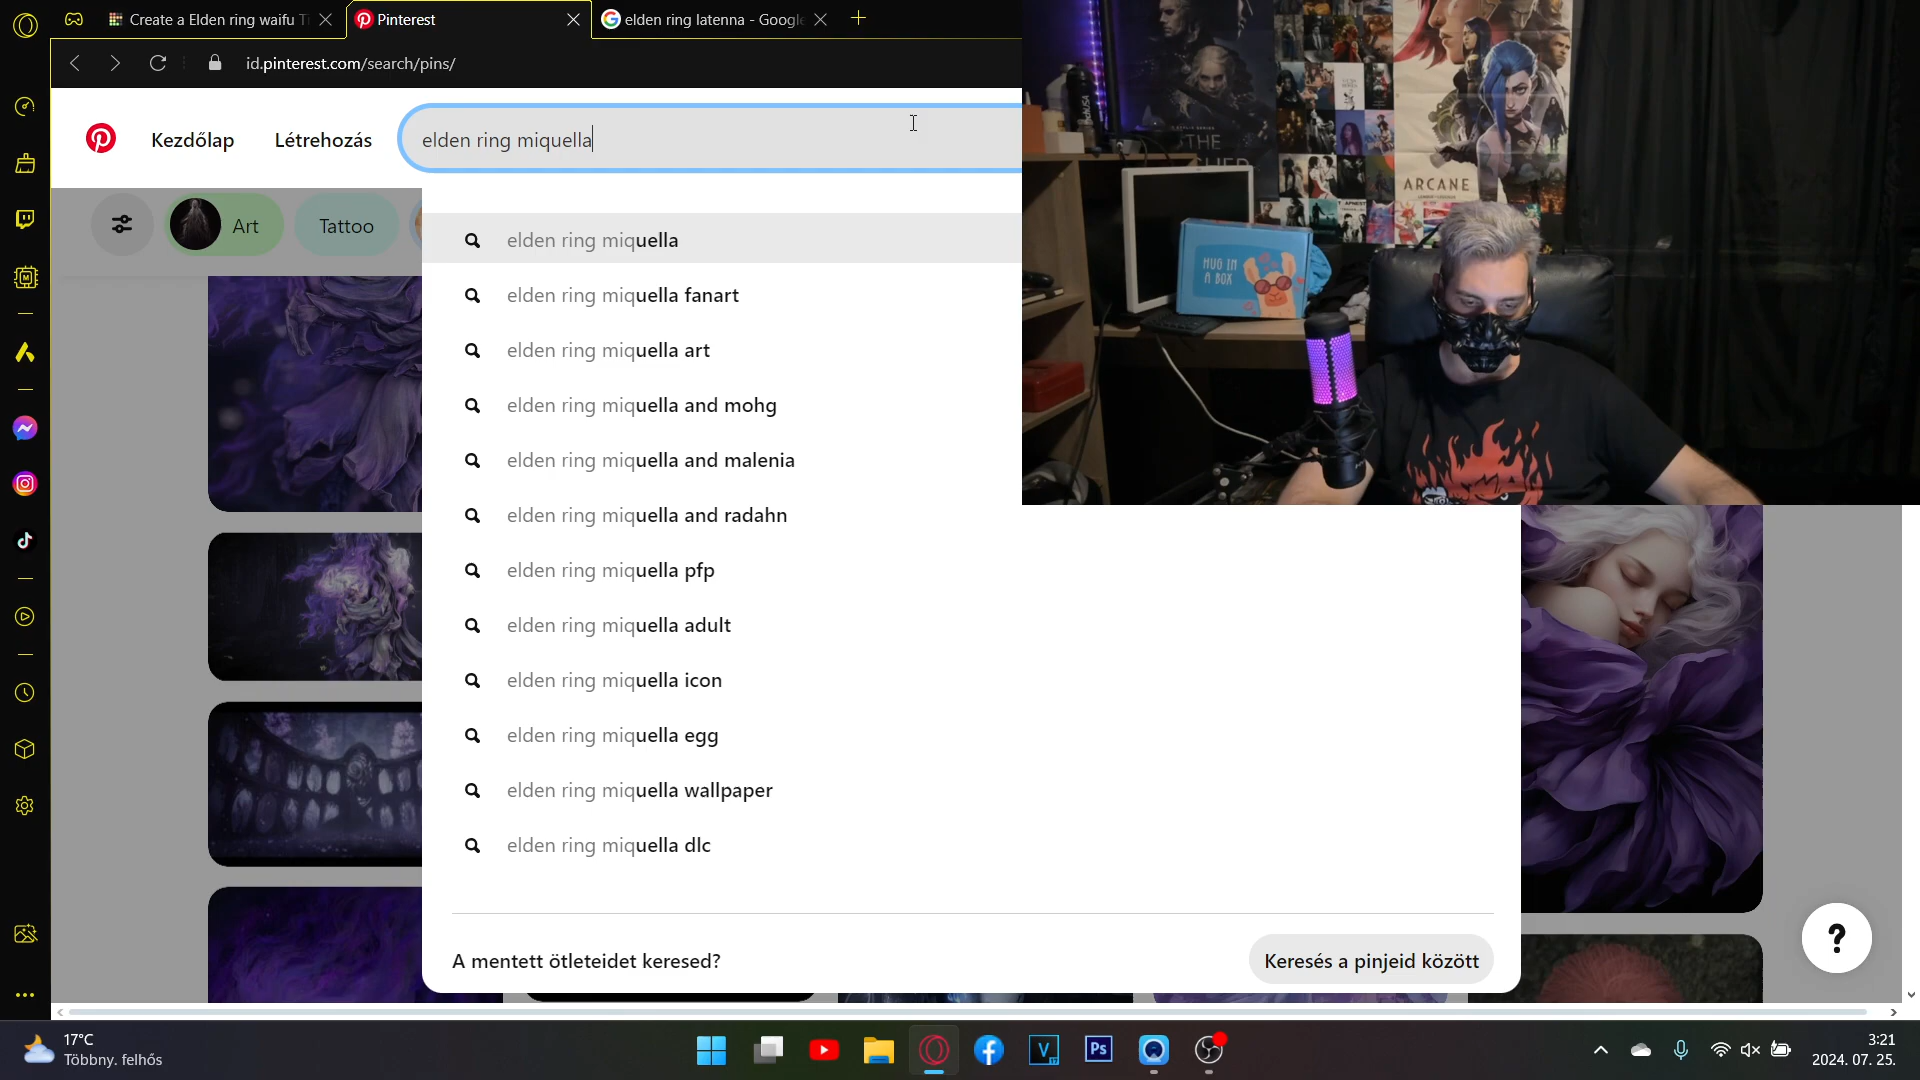 Create a Elden ring waifu T
Pinterest
elden ring latenna - Google
id.pinterest.com/search/pins/
Kezdőlap
Létrehozás
elden ring miquella
Art
Tattoo
elden ring miquella
elden ring miquella fanart
elden ring miquella art
elden ring miquella and mohg
elden ring miquella and malenia
elden ring miquella and radahn
elden ring miquella pfp
elden ring miquella adult
elden ring miquella icon
elden ring miquella egg
elden ring miquella wallpaper
elden ring miquella dlc
A mentett ötleteidet keresed?
Keresés a pinjeid között
?
THE
ARCANE
MUG IN
A BOX
17°C
Többny. felhős
V
Ps
3:21
2024. 07. 25.